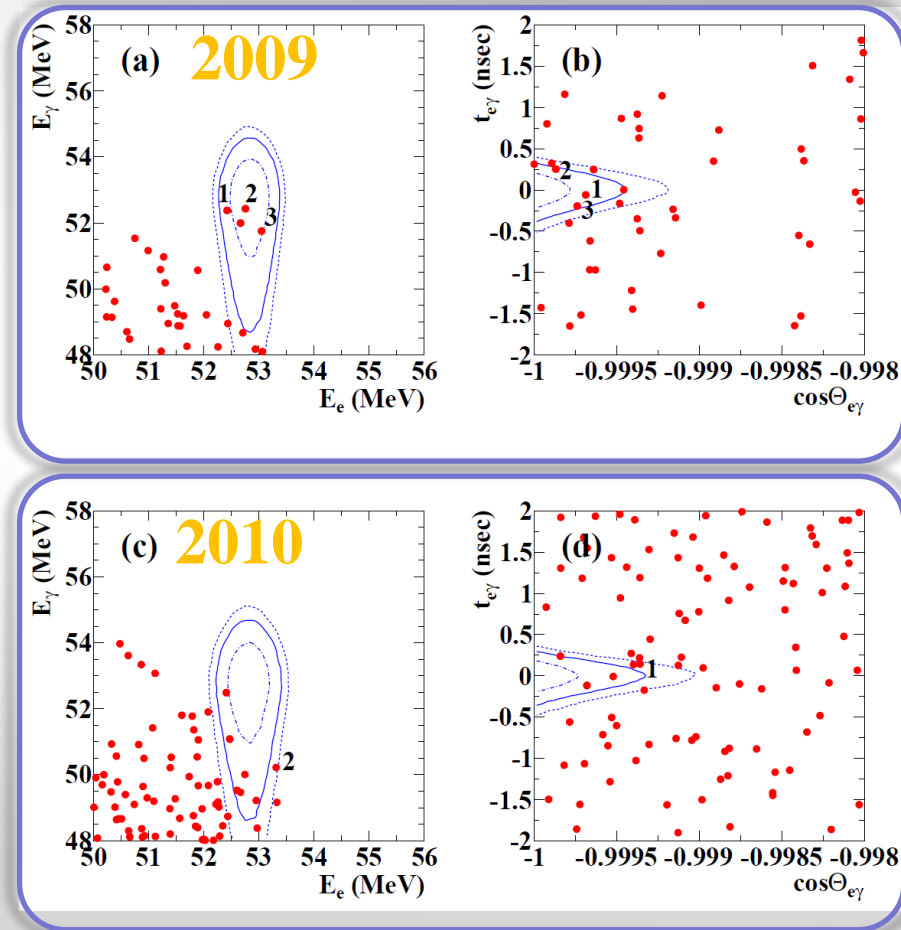 58
56
54
52
50
48
E_γ (MeV)
(a) 2009
1 2
3
50 51 52 53 54 55 56
E_e (MeV)
2
1.5
1
0.5
0
-0.5
-1
-1.5
-2
t_eγ (nsec)
(b)
2
1
3
-1 -0.9995 -0.999 -0.9985 -0.998
cosΘ_eγ
58
56
54
52
50
48
E_γ (MeV)
(c) 2010
2
50 51 52 53 54 55 56
E_e (MeV)
2
1.5
1
0.5
0
-0.5
-1
-1.5
-2
t_eγ (nsec)
(d)
1
-1 -0.9995 -0.999 -0.9985 -0.998
cosΘ_eγ